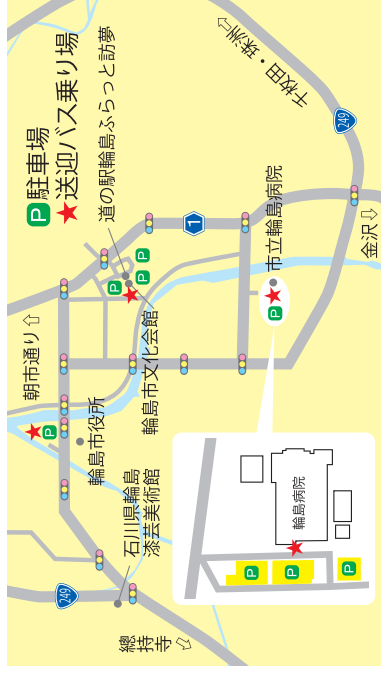 P 駐車場
★送迎バス乗り場
道の駅輪島ふらっと訪夢
千枚田・珠洲⇨
249
1
市立輪島病院
金沢⇨
P
P
P
P
朝市通り⇨
輪島市文化会館
P
P
輪島市役所
石川県輪島
漆芸美術館
249
總持寺
⇨
輪島病院
P
P
P